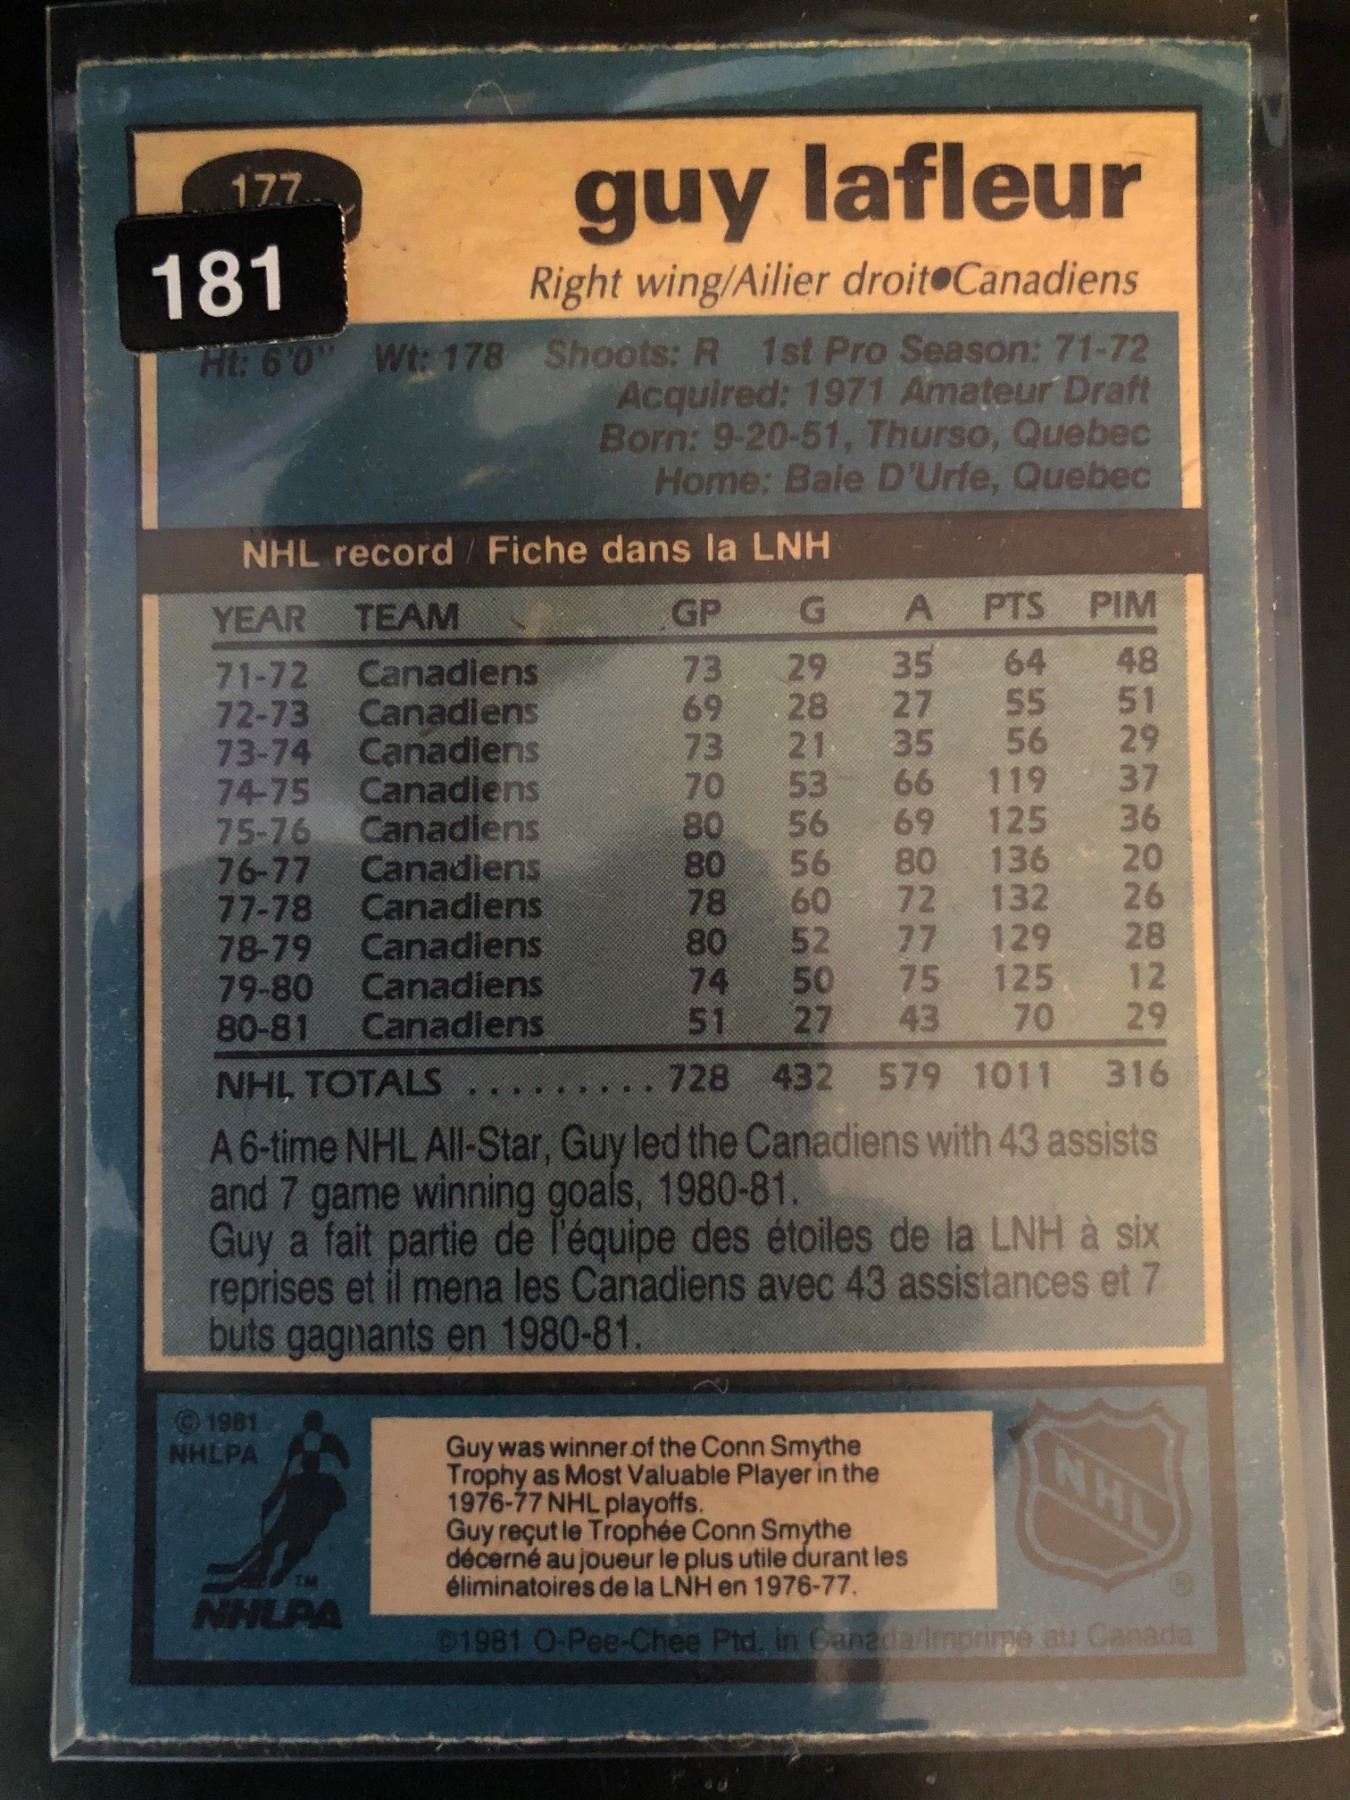 177
181
guy lafleur
Right wing/Ailier droit●Canadiens
Ht: 6'0" Wt: 178 Shoots: R 1st Pro Season: 71-72
Acquired: 1971 Amateur Draft
Born: 9-20-51, Thurso, Quebec
Home: Baie D'Urfe, Quebec
NHL record / Fiche dans la LNH
YEAR TEAM GP G A PTS PIM
71-72 Canadiens 73 29 35 64 48
72-73 Canadiens 69 28 27 55 51
73-74 Canadiens 73 21 35 56 29
74-75 Canadiens 70 53 66 119 37
75-76 Canadiens 80 56 69 125 36
76-77 Canadiens 80 56 80 136 20
77-78 Canadiens 78 60 72 132 26
78-79 Canadiens 80 52 77 129 28
79-80 Canadiens 74 50 75 125 12
80-81 Canadiens 51 27 43 70 29
NHL TOTALS ......... 728 432 579 1011 316
A 6-time NHL All-Star, Guy led the Canadiens with 43 assists
and 7 game winning goals, 1980-81.
Guy a fait partie de l'équipe des étoiles de la LNH à six
reprises et il mena les Canadiens avec 43 assistances et 7
buts gagnants en 1980-81.
© 1981
NHLPA
Guy was winner of the Conn Smythe
Trophy as Most Valuable Player in the
1976-77 NHL playoffs.
Guy reçut le Trophée Conn Smythe
décerné au joueur le plus utile durant les
éliminatoires de la LNH en 1976-77.
TM
NHLPA
NHL
®
©1981 O-Pee-Chee Ptd. in Canada/Imprimé au Canada